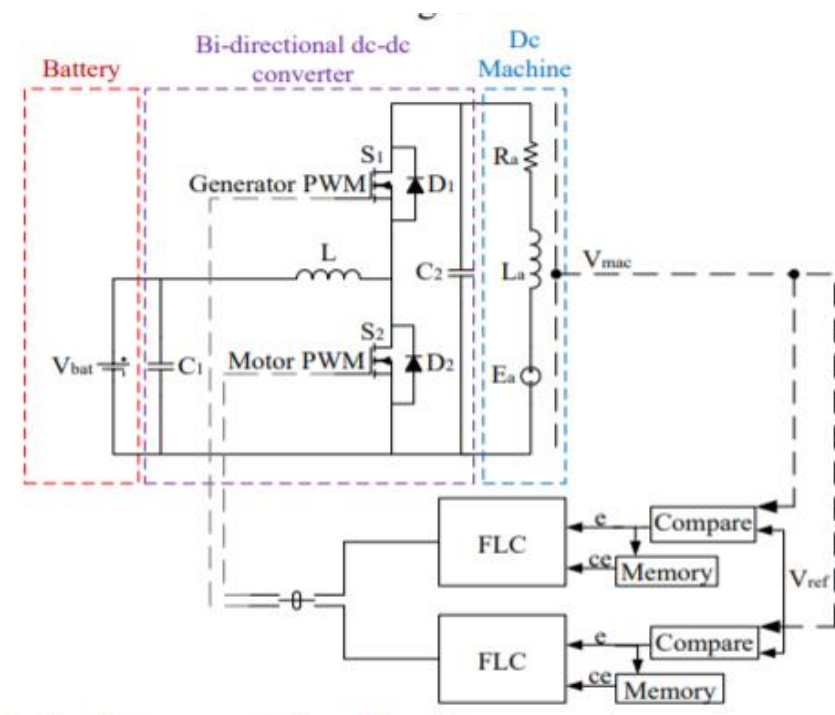 Battery
Bi-directional dc-dc
converter
Dc
Machine
S1
Generator PWM
D1
Ra
L
C2
La
Vmac
S2
Vbat
C1
Motor PWM
D2
Ea
FLC
e
Compare
ce
Memory
Vref
θ
FLC
e
Compare
ce
Memory